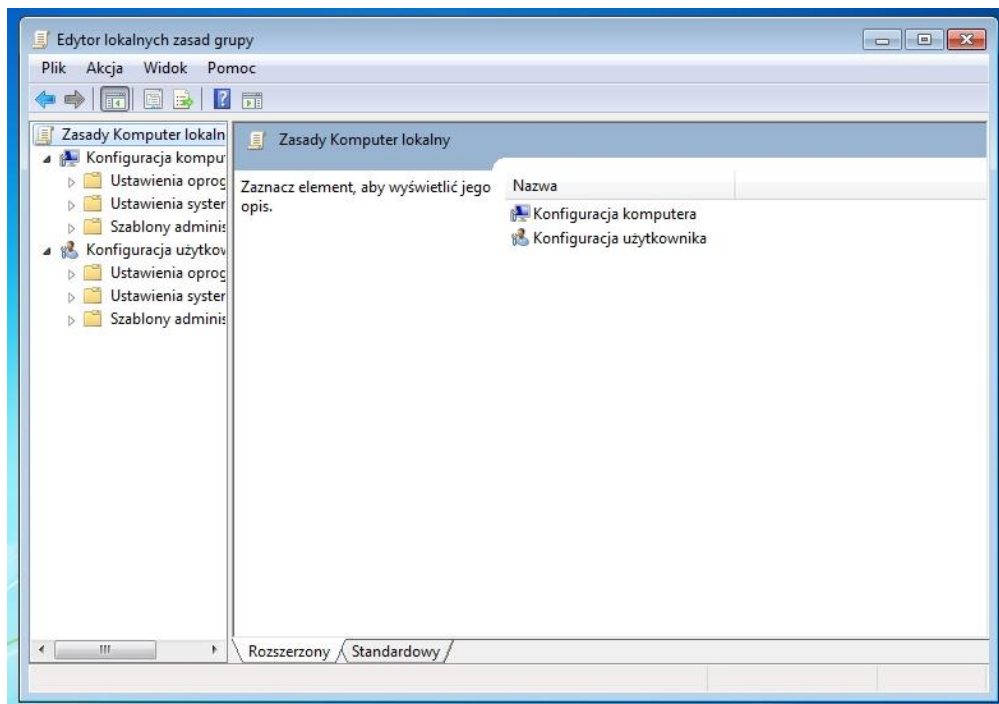 Edytor lokalnych zasad grupy
Plik Akcja Widok Pomoc
Zasady Komputer lokaln
Konfiguracja komput
Ustawienia oprog
Ustawienia syster
Szablony adminis
Konfiguracja użytkov
Ustawienia oprog
Ustawienia syster
Szablony adminis
Zasady Komputer lokalny
Zaznacz element, aby wyświetlić jego
opis.
Nazwa
Konfiguracja komputera
Konfiguracja użytkownika
Rozszerzony Standardowy